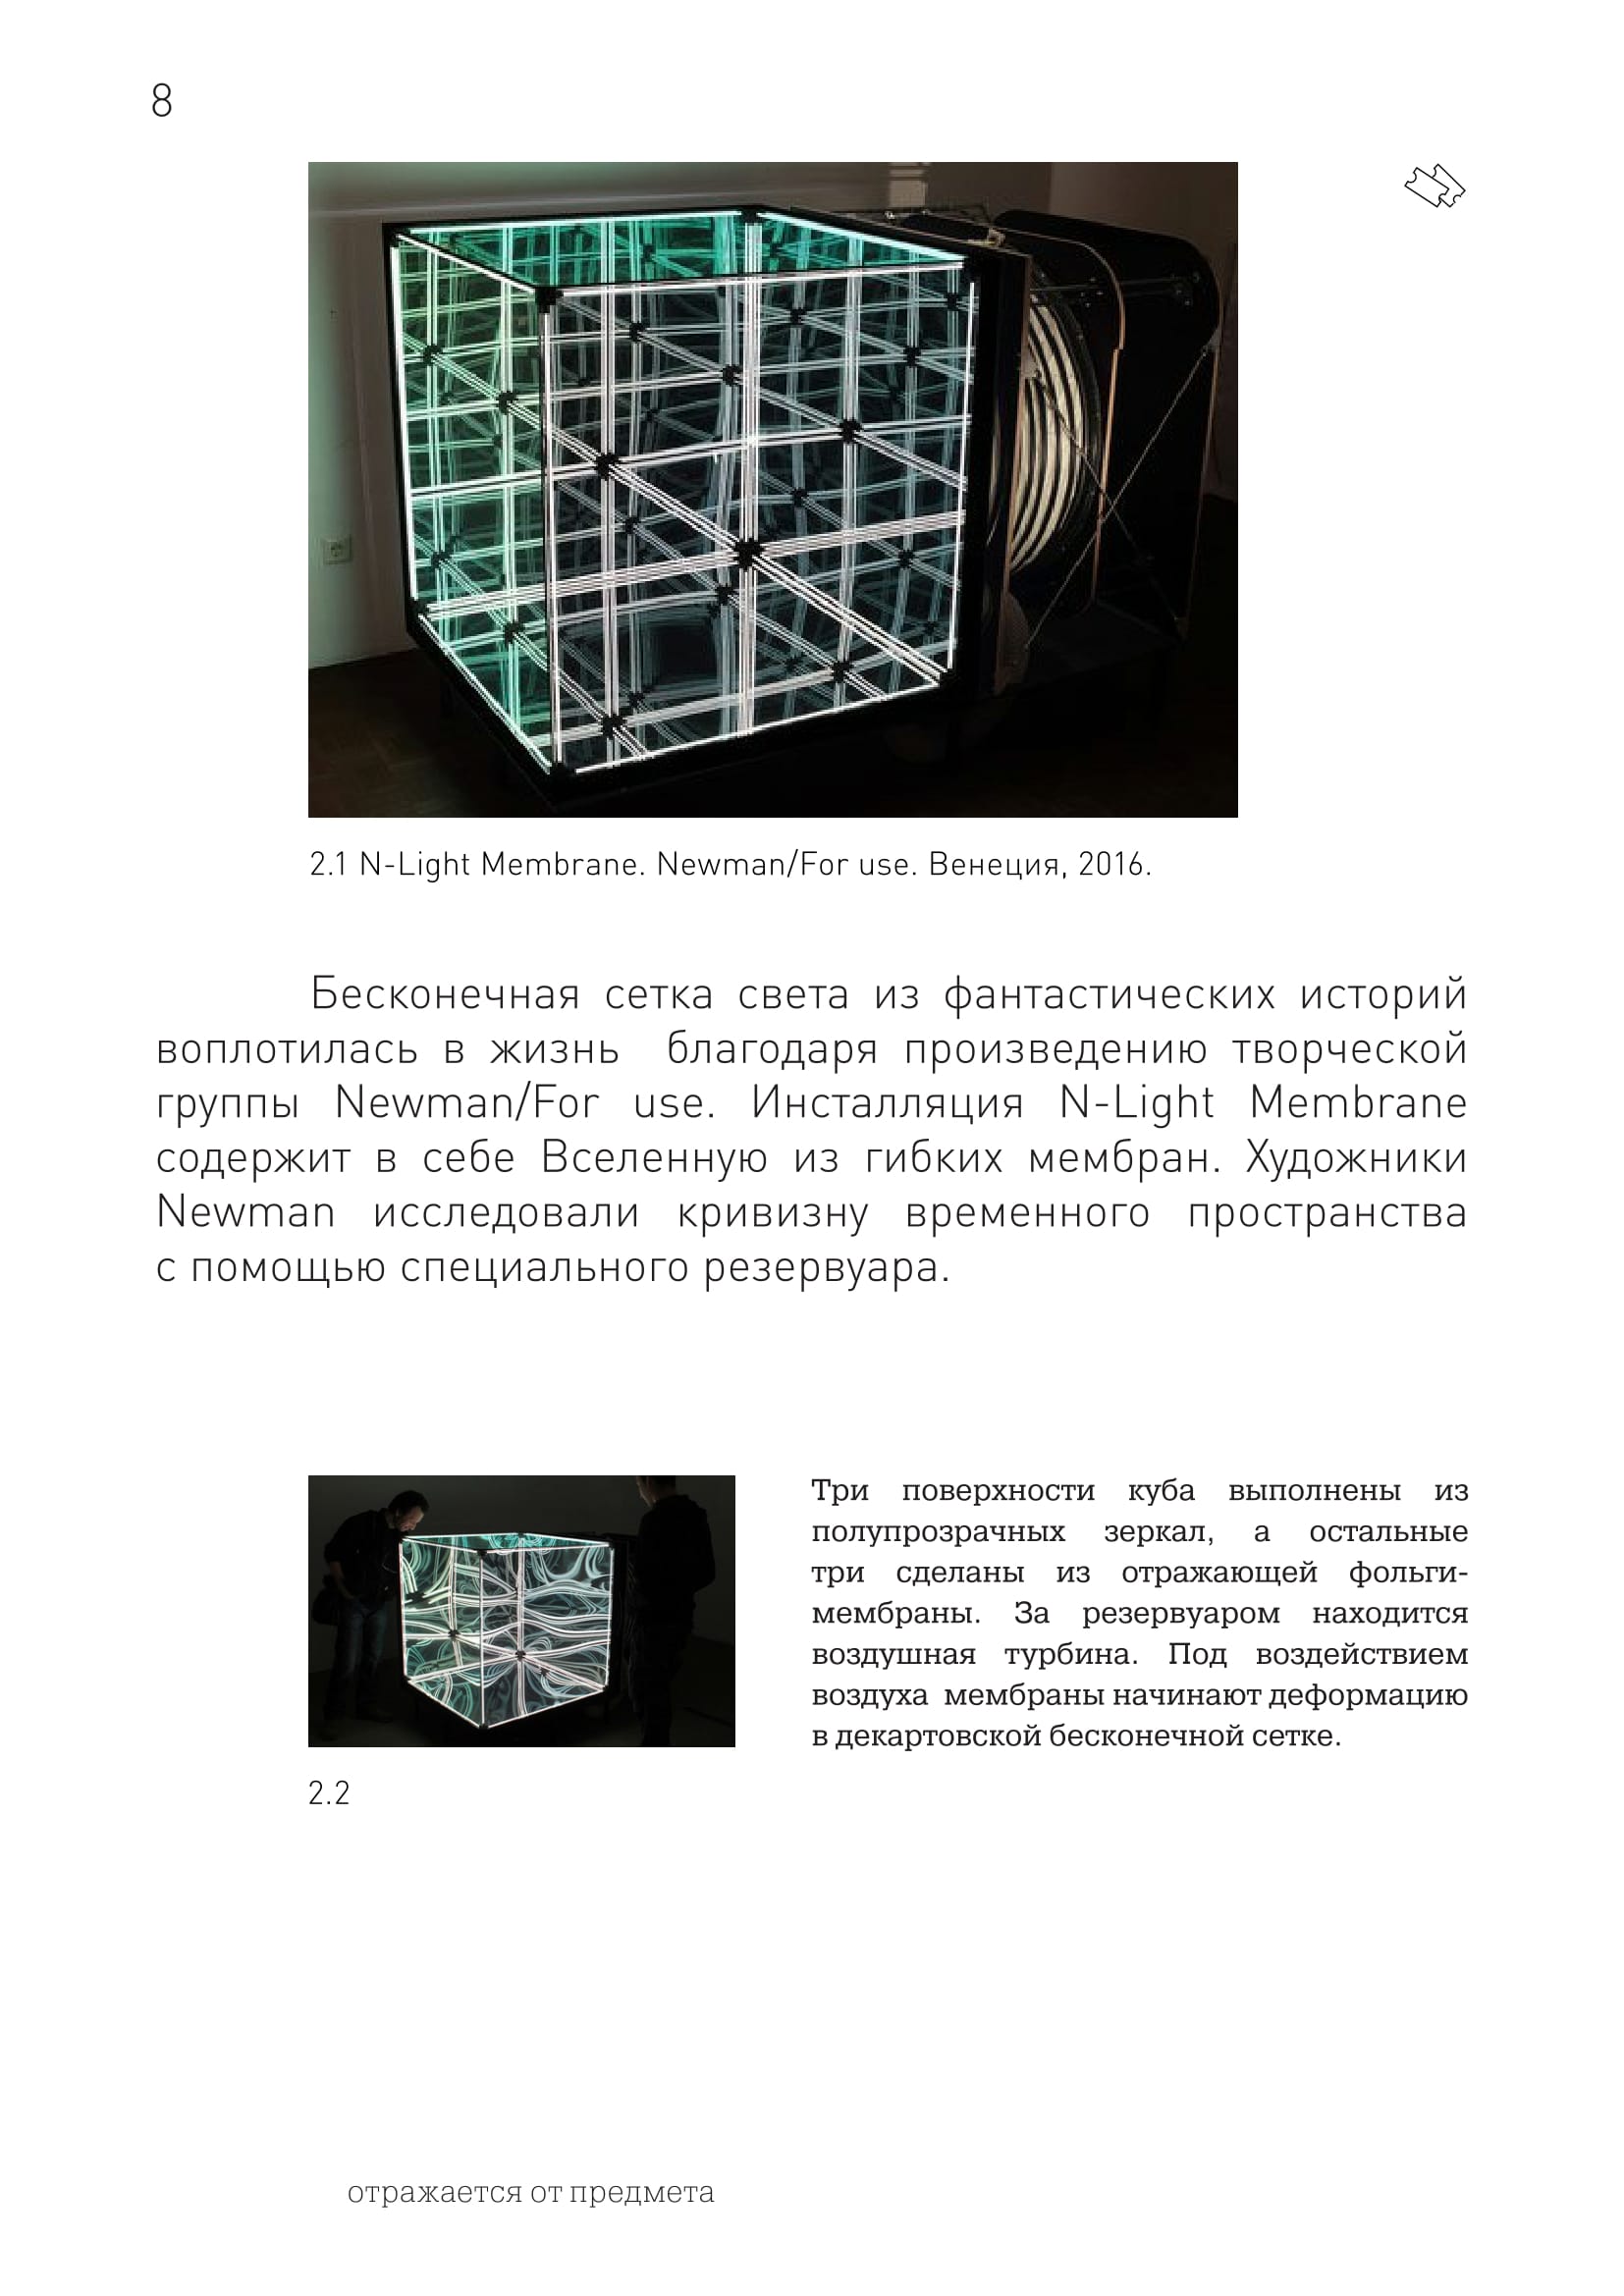 8
2.1 N-Light Membrane. Newman/For use. Венеция, 2016.
Бесконечная сетка света из фантастических историй
воплотилась в жизнь благодаря произведению творческой
группы Newman/For use. Инсталляция N-Light Membrane
содержит в себе Вселенную из гибких мембран. Художники
Newman исследовали кривизну временного пространства
с помощью специального резервуара.
Три поверхности куба выполнены из
полупрозрачных зеркал, а остальные
три сделаны из отражающей фольги-
мембраны. За резервуаром находится
воздушная турбина. Под воздействием
воздуха мембраны начинают деформацию
в декартовской бесконечной сетке.
2.2
отражается от предмета